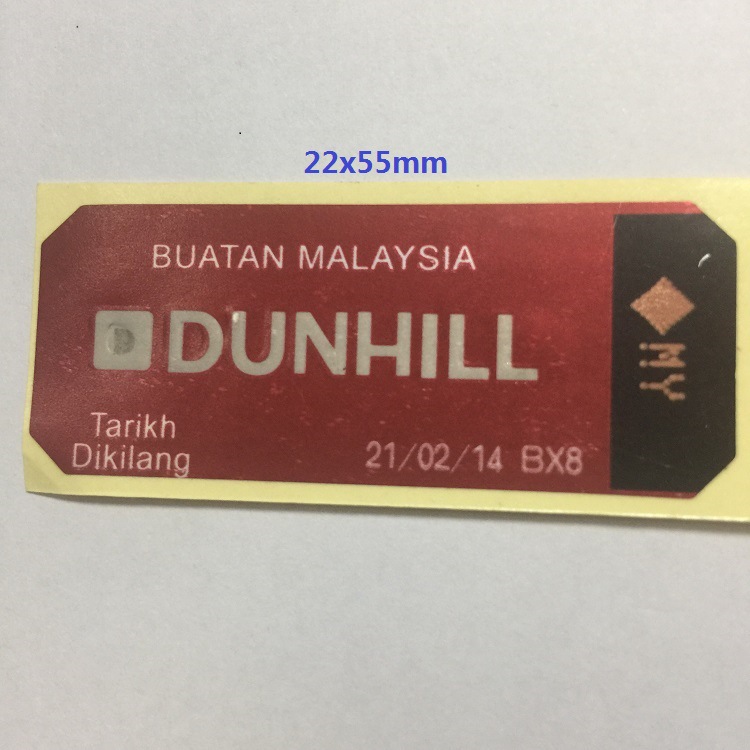 22x55mm
BUATAN MALAYSIA
DUNHILL
MY
Tarikh
Dikilang
21/02/14 BX8